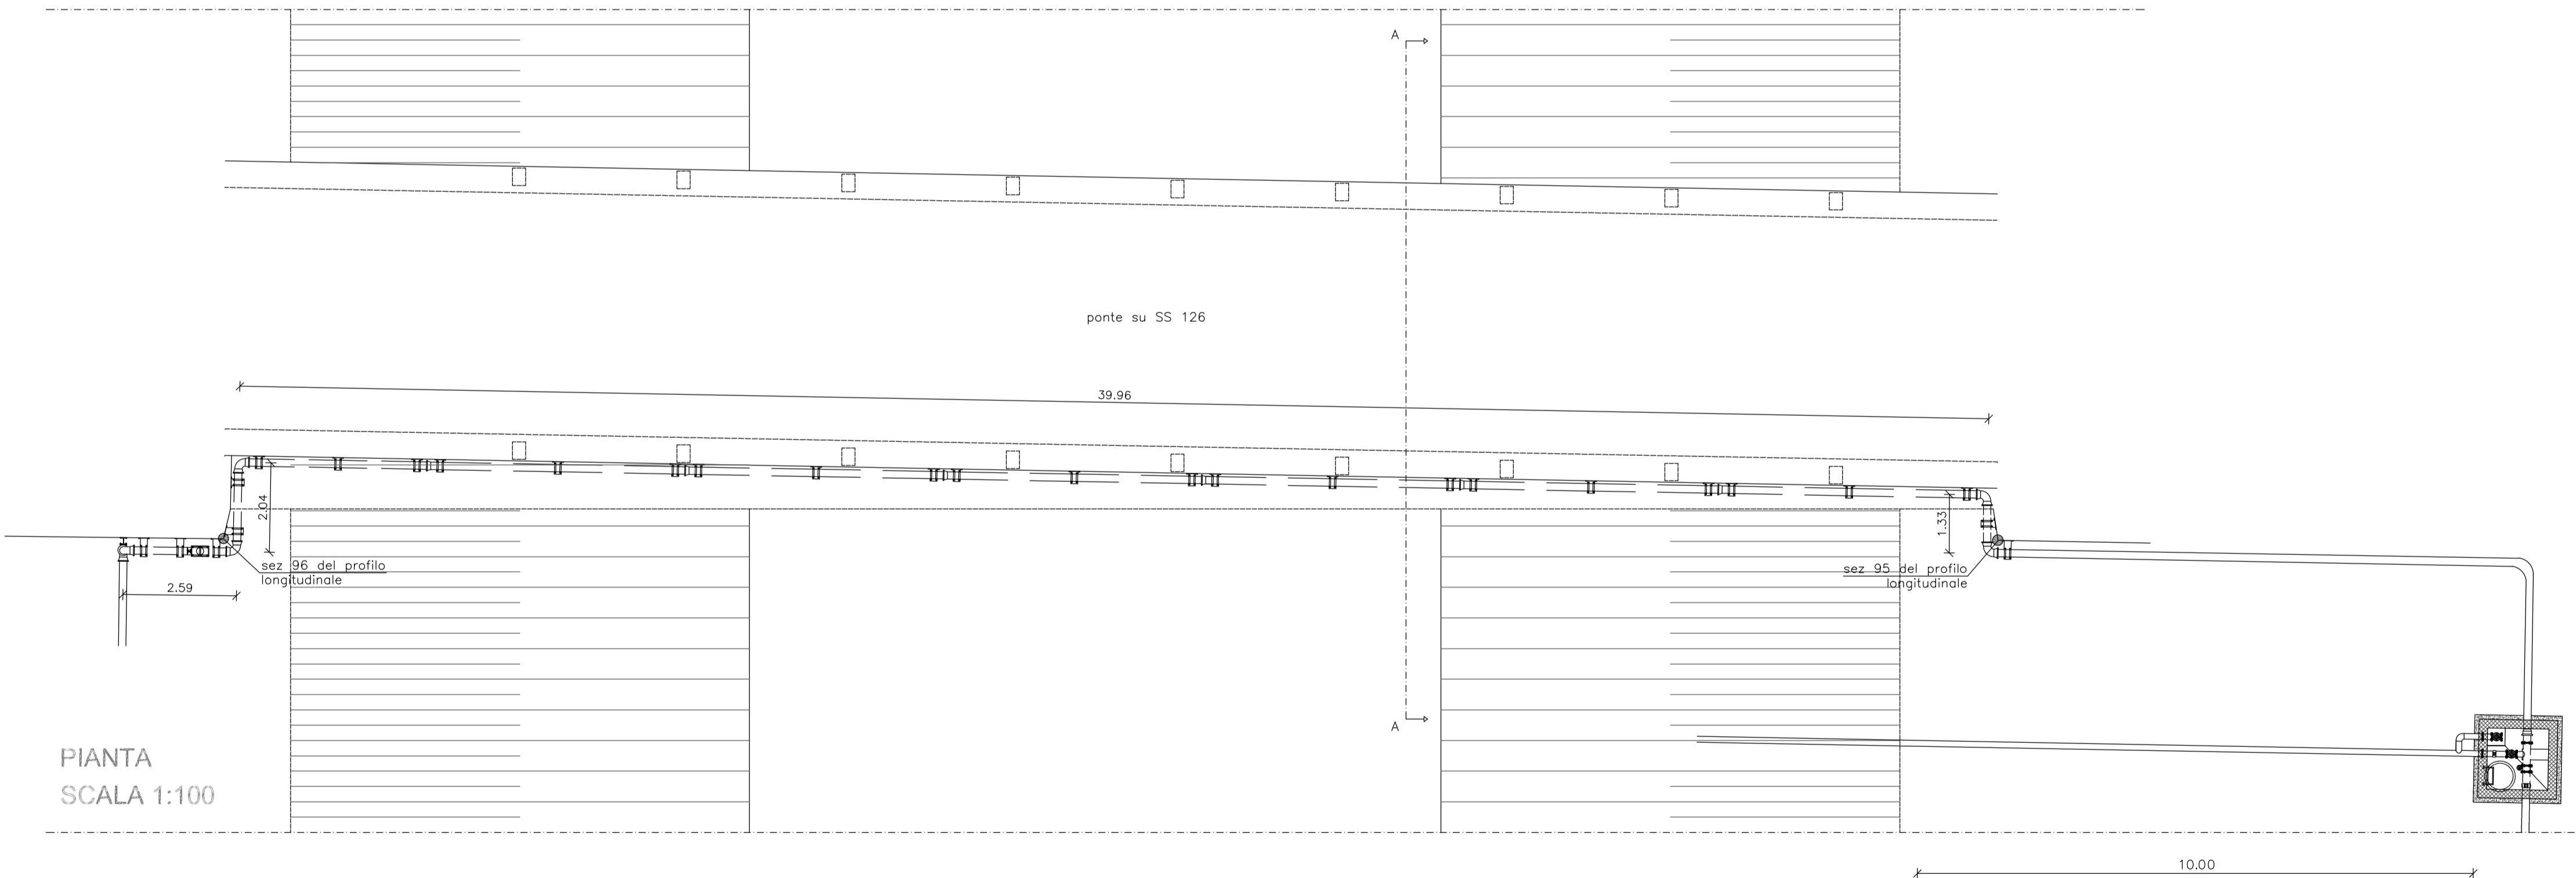 A
ponte su SS 126
39.96
2.04
1.33
sez 96 del profilo
longitudinale
sez 95 del profilo
longitudinale
2.59
A
PIANTA
SCALA 1:100
10.00